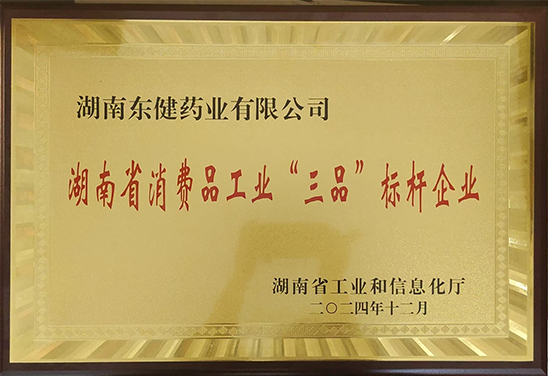 湖南东健药业有限公司
湖南省消费品工业“三品”标杆企业
湖南省工业和信息化厅
二〇二四年十二月